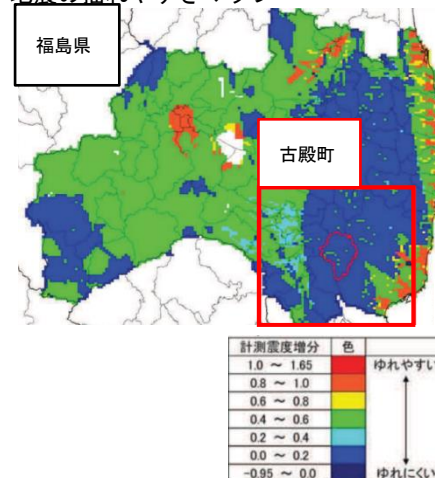 福島県
古殿町
計測震度増分 色
1.0 ～ 1.65 ゆれやすい
0.8 ～ 1.0
0.6 ～ 0.8
0.4 ～ 0.6
0.2 ～ 0.4
0.0 ～ 0.2
-0.95 ～ 0.0 ゆれにくい